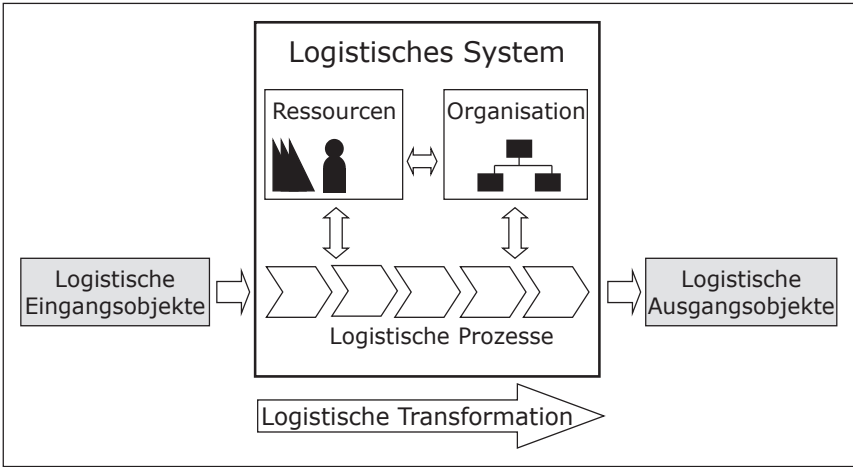 Logistisches System
Ressourcen
Organisation
Logistische
Eingangsobjekte
Logistische
Ausgangsobjekte
Logistische Prozesse
Logistische Transformation